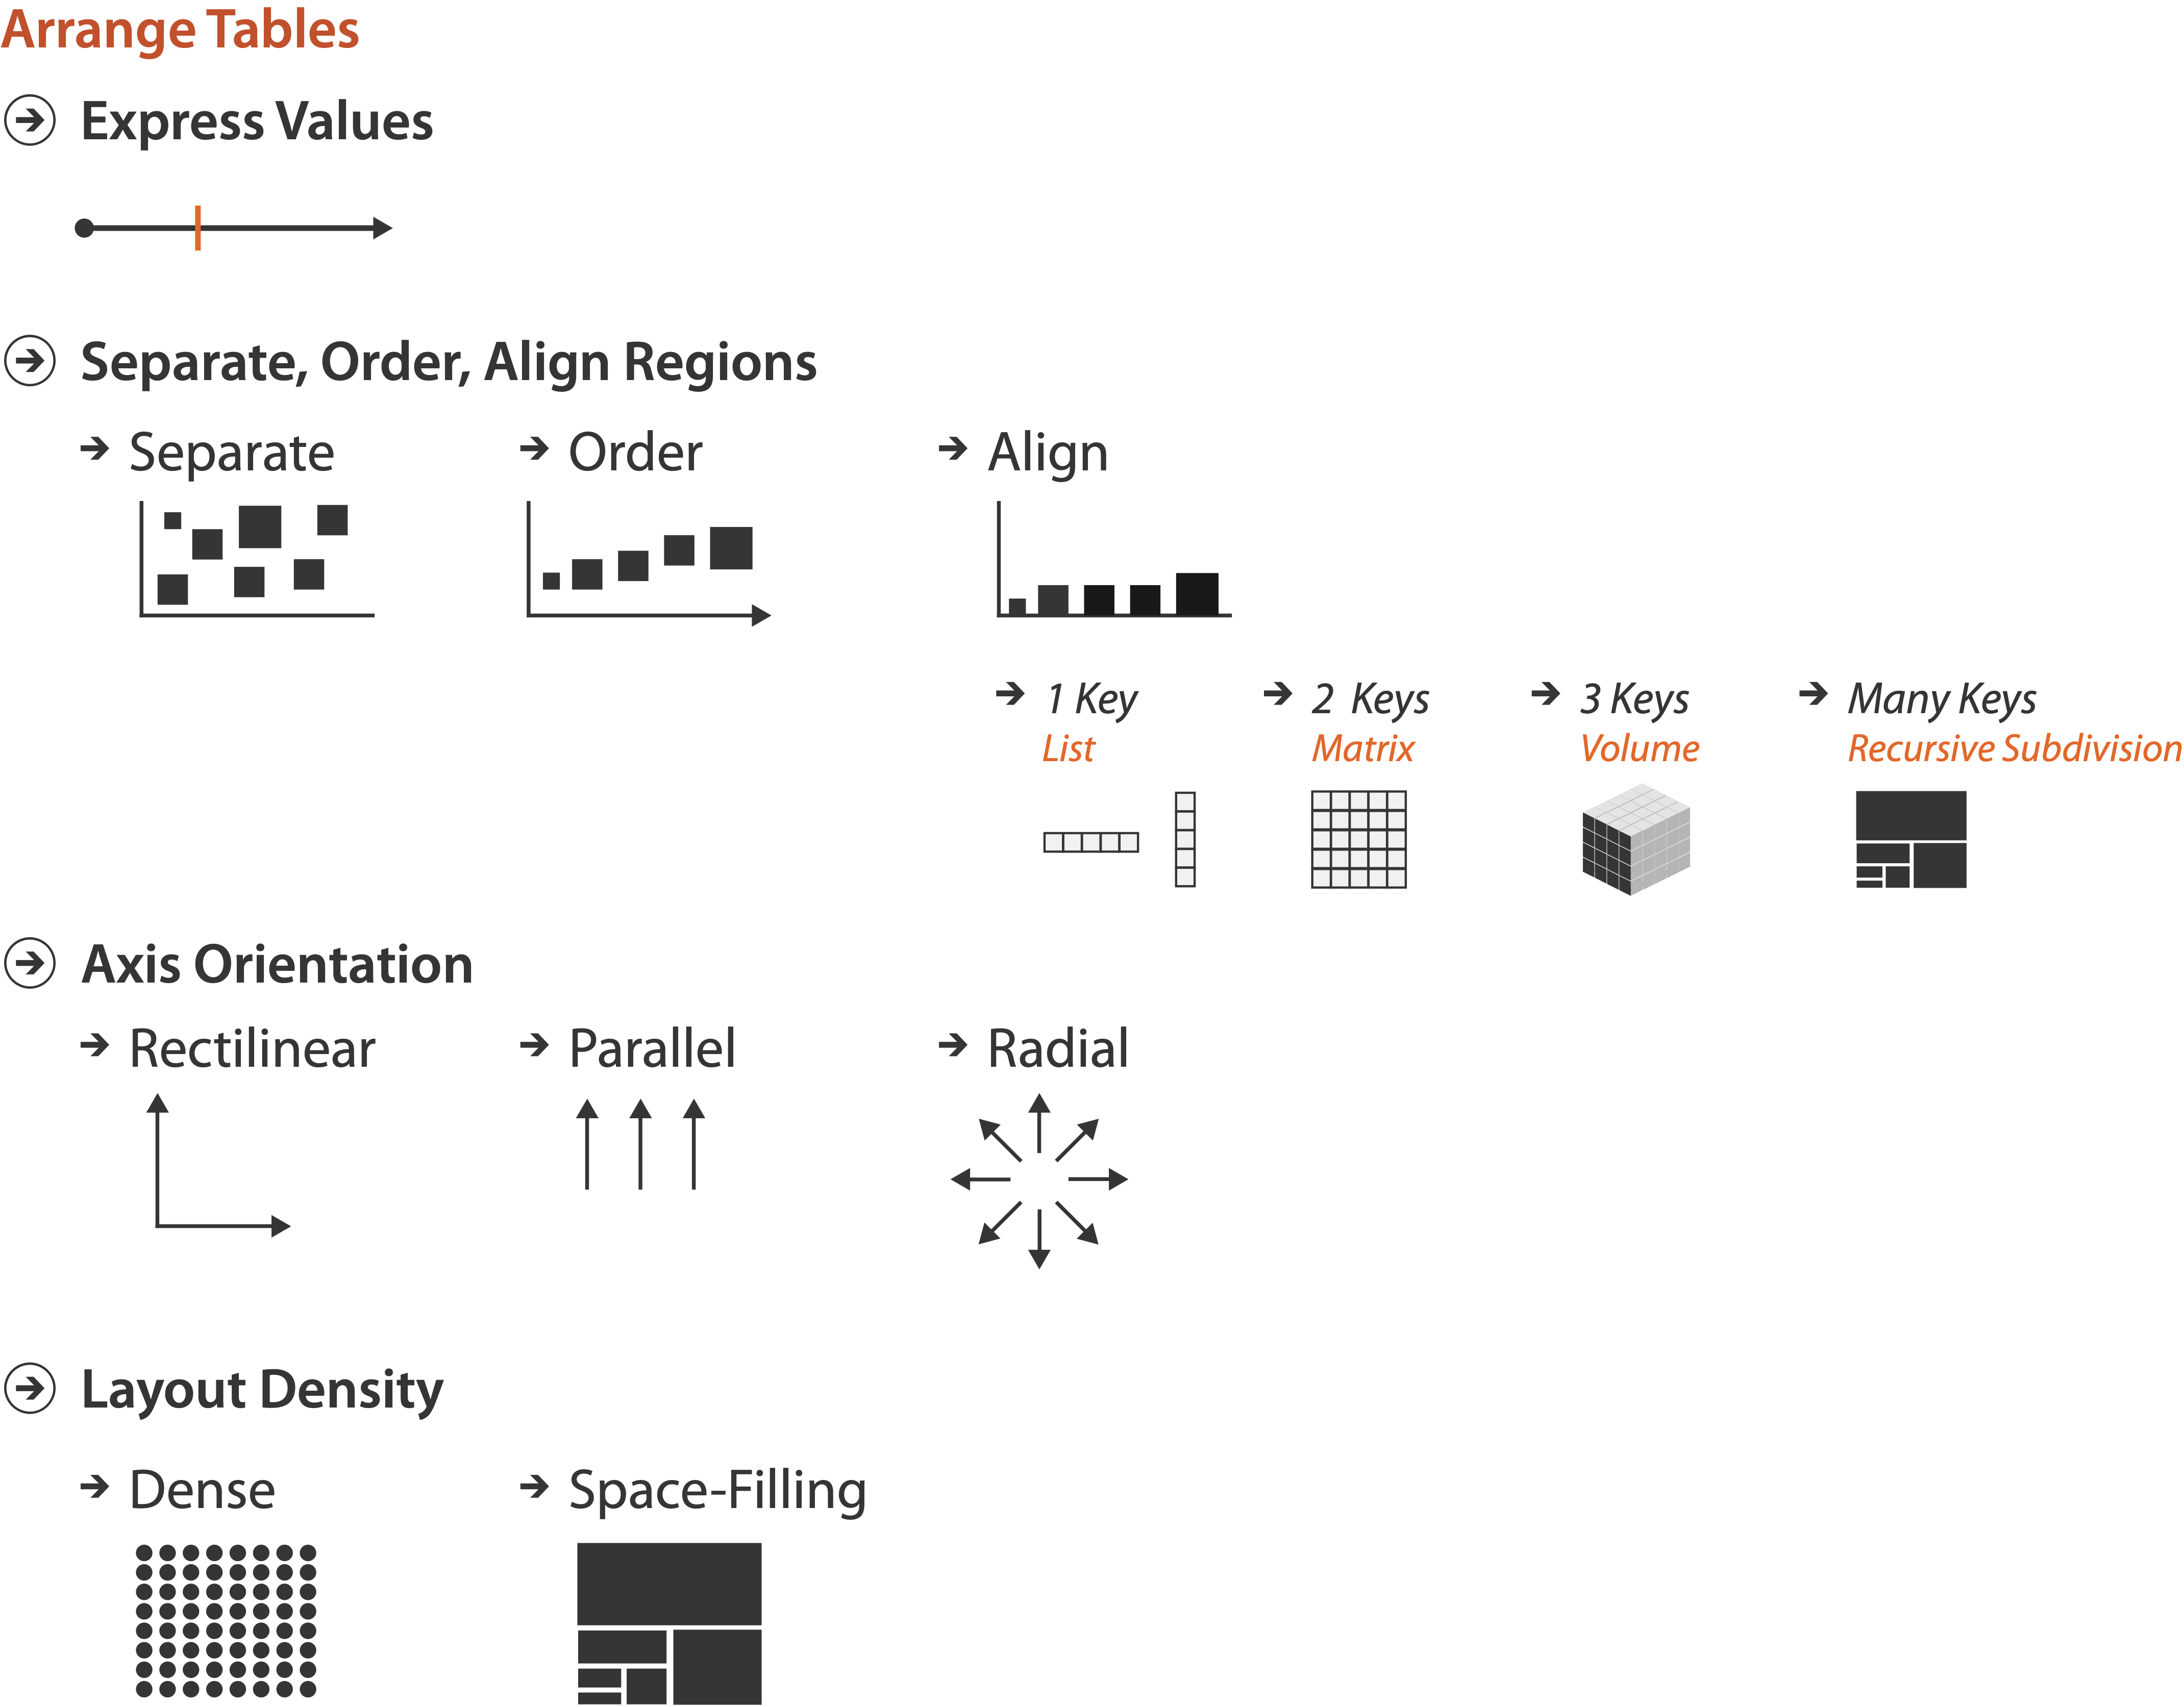 Arrange Tables
Express Values
Separate, Order, Align Regions
Separate
Order
Align
1 Key
2 Keys
3 Keys
Many Keys
List
Matrix
Volume
Recursive Subdivision
Axis Orientation
Rectilinear
Parallel
Radial
Layout Density
Dense
Space-Filling